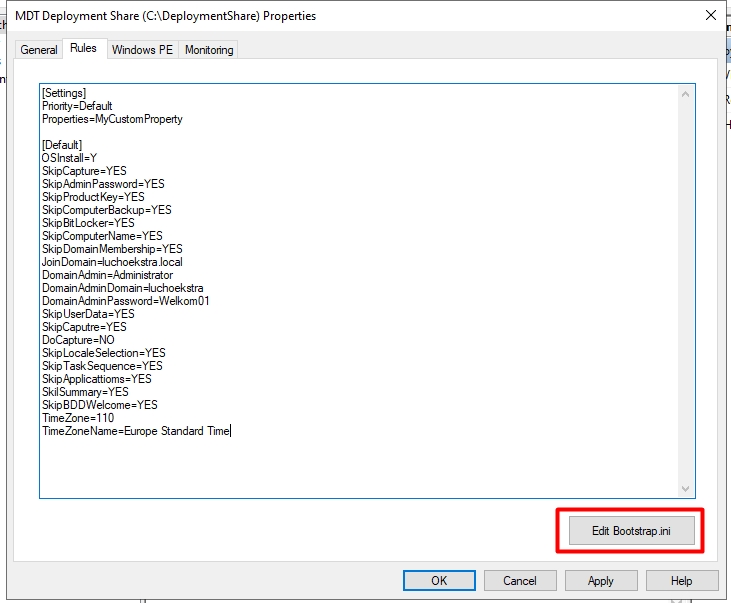 MDT Deployment Share (C:\DeploymentShare) Properties
General Rules Windows PE Monitoring
[Settings]
Priority=Default
Properties=MyCustomProperty
[Default]
OSInstall=Y
SkipCapture=YES
SkipAdminPassword=YES
SkipProductKey=YES
SkipComputerBackup=YES
SkipBitLocker=YES
SkipComputerName=YES
SkipDomainMembership=YES
JoinDomain=luchoekstra.local
DomainAdmin=Administrator
DomainAdminDomain=luchoekstra
DomainAdminPassword=Welkom01
SkipUserData=YES
SkipCaputre=YES
DoCapture=NO
SkipLocaleSelection=YES
SkipTaskSequence=YES
SkipApplicattioms=YES
SkilSummary=YES
SkipBDDWelcome=YES
TimeZone=110
TimeZoneName=Europe Standard Time
Edit Bootstrap.ini
OK Cancel Apply Help